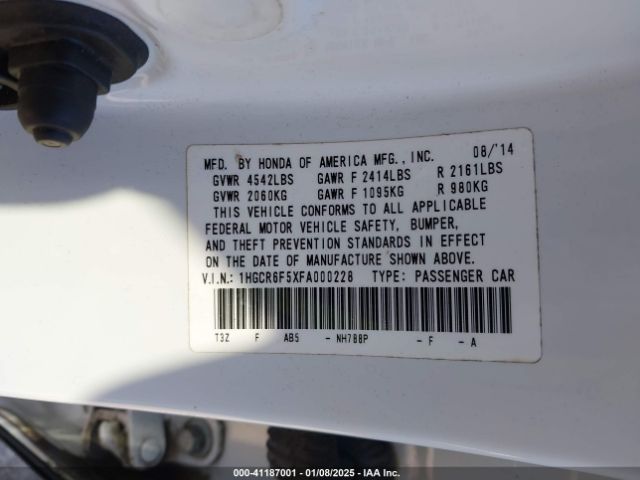 MFD. BY HONDA OF AMERICA MFG., INC. 08/'14
GVWR 4542LBS GAWR F 2414LBS R 2161LBS
GVWR 2060KG GAWR F 1095KG R 980KG
THIS VEHICLE CONFORMS TO ALL APPLICABLE
FEDERAL MOTOR VEHICLE SAFETY, BUMPER,
AND THEFT PREVENTION STANDARDS IN EFFECT
ON THE DATE OF MANUFACTURE SHOWN ABOVE.
V.I.N.: 1HGCR6F5XFA000228 TYPE: PASSENGER CAR
T3Z F AB5 - NH788P - F - A
000-41187001 - 01/08/2025 - IAA Inc.